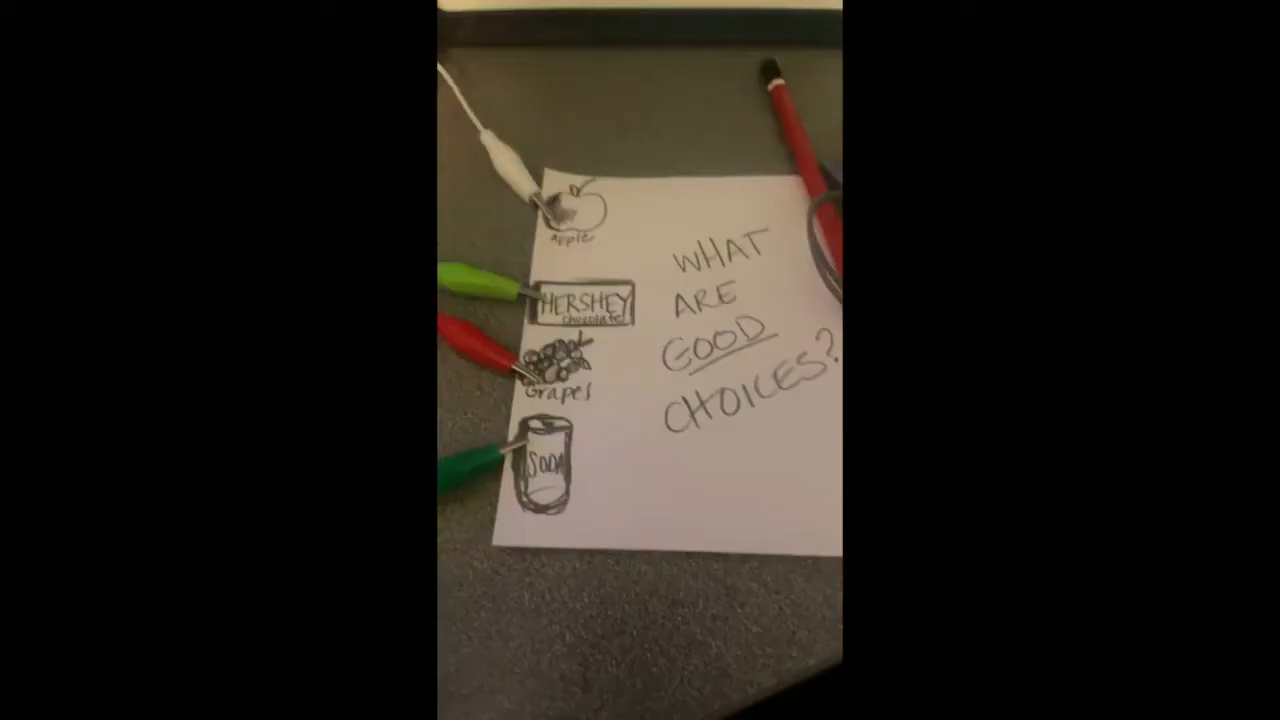 apple
HERSHEY
chocolate
Grapes
SODA
WHAT
ARE
GOOD
CHOICES?